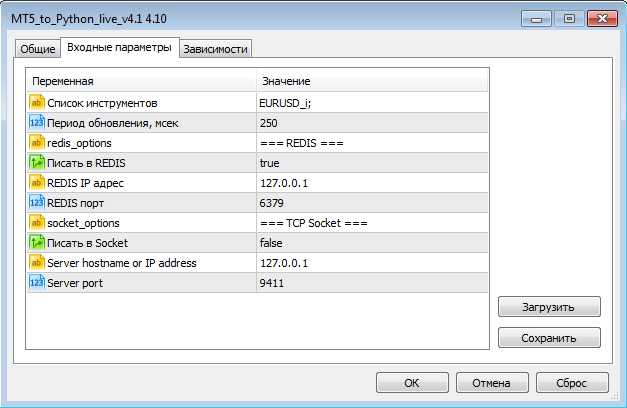 MT5_to_Python_live_v4.1 4.10
Общие Входные параметры Зависимости
Переменная Значение
ab Список инструментов EURUSD_i;
123 Период обновления, мсек 250
ab redis_options === REDIS ===
Писать в REDIS true
ab REDIS IP адрес 127.0.0.1
123 REDIS порт 6379
ab socket_options === TCP Socket ===
Писать в Socket false
ab Server hostname or IP address 127.0.0.1
123 Server port 9411
Загрузить
Сохранить
OK Отмена Сброс